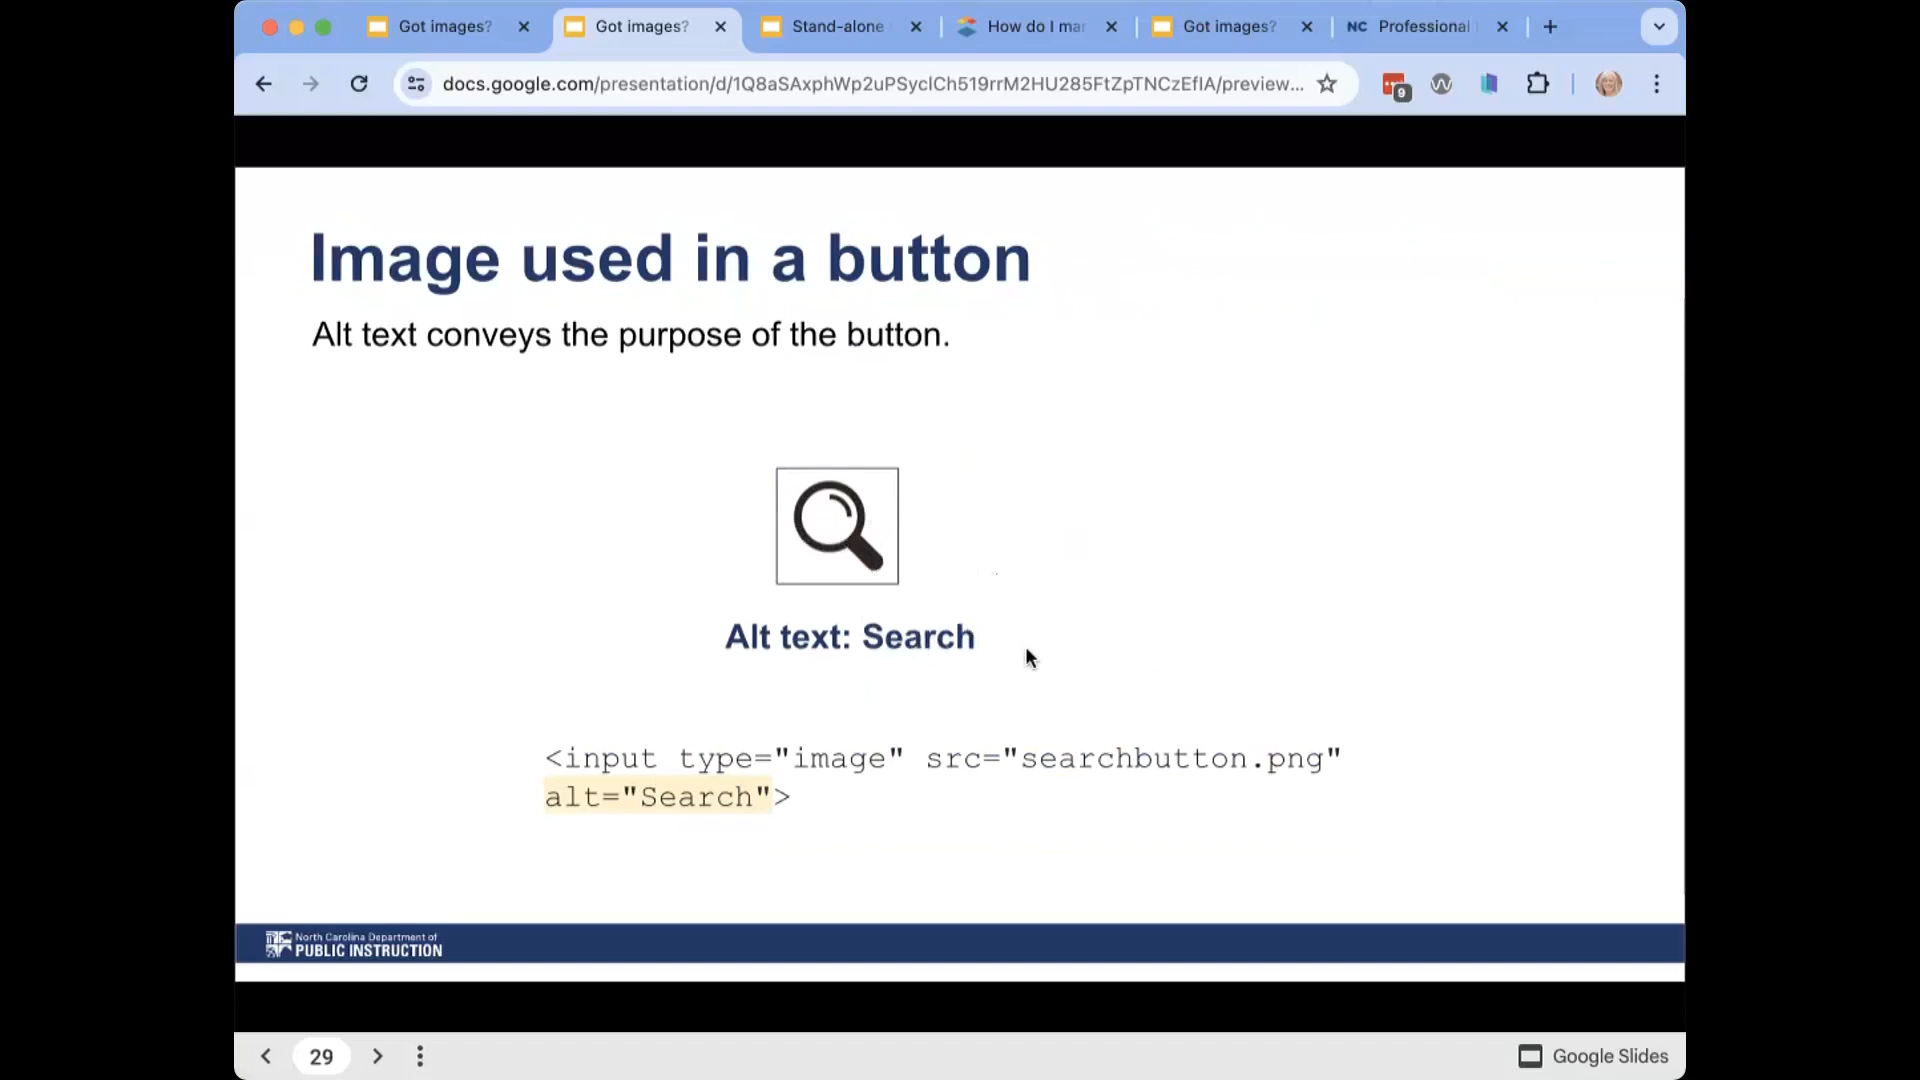 Got images?
Got images?
Stand-alone
How do I mar
Got images?
NC Professional
docs.google.com/presentation/d/1Q8aSAxphWp2uPSyclCh519rrM2HU285FtZpTNCzEfIA/preview...
9
Image used in a button
Alt text conveys the purpose of the button.
Alt text: Search
<input type="image" src="searchbutton.png"
alt="Search">
North Carolina Department of
PUBLIC INSTRUCTION
29
Google Slides